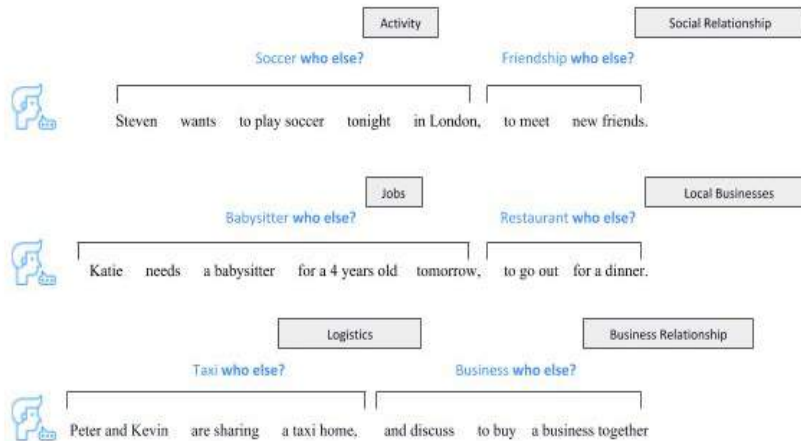 Activity
Social Relationship
Soccer who else?
Friendship who else?
Steven wants to play soccer tonight in London, to meet new friends.
Jobs
Local Businesses
Babysitter who else?
Restaurant who else?
Katie needs a babysitter for a 4 years old tomorrow, to go out for a dinner.
Logistics
Business Relationship
Taxi who else?
Business who else?
Peter and Kevin are sharing a taxi home, and discuss to buy a business together